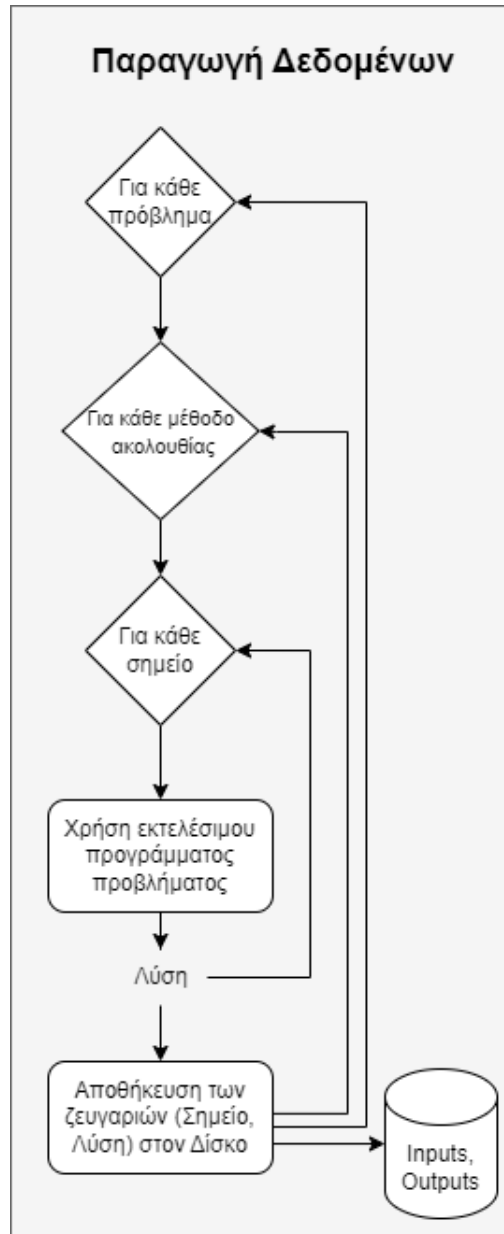 Παραγωγή Δεδομένων
Για κάθε
πρόβλημα
Για κάθε μέθοδο
ακολουθίας
Για κάθε
σημείο
Χρήση εκτελέσιμου
προγράμματος
προβλήματος
Λύση
Αποθήκευση των
ζευγαριών (Σημείο,
Λύση) στον Δίσκο
Inputs,
Outputs